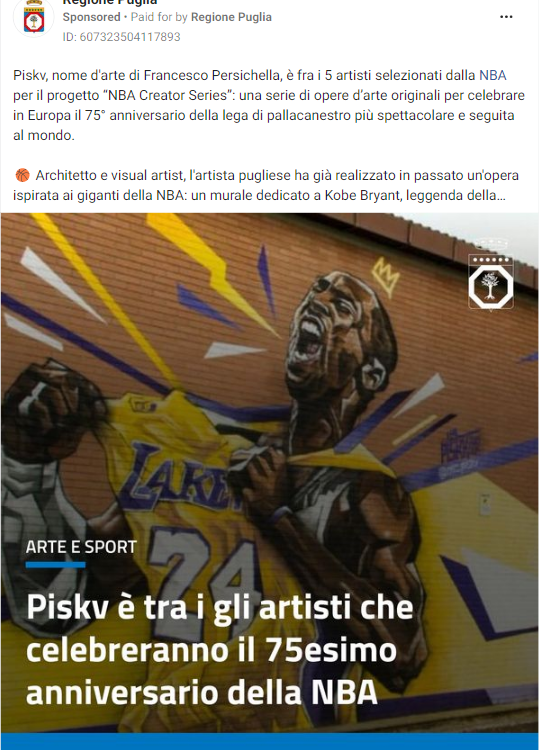 Regione Puglia
Sponsored • Paid for by Regione Puglia
ID: 607323504117893
Piskv, nome d'arte di Francesco Persichella, è fra i 5 artisti selezionati dalla NBA
per il progetto “NBA Creator Series”: una serie di opere d’arte originali per celebrare
in Europa il 75° anniversario della lega di pallacanestro più spettacolare e seguita
al mondo.
🏀 Architetto e visual artist, l'artista pugliese ha già realizzato in passato un'opera
ispirata ai giganti della NBA: un murale dedicato a Kobe Bryant, leggenda della...
LAKE
24
ARTE E SPORT
Piskv è tra i gli artisti che
celebreranno il 75esimo
anniversario della NBA